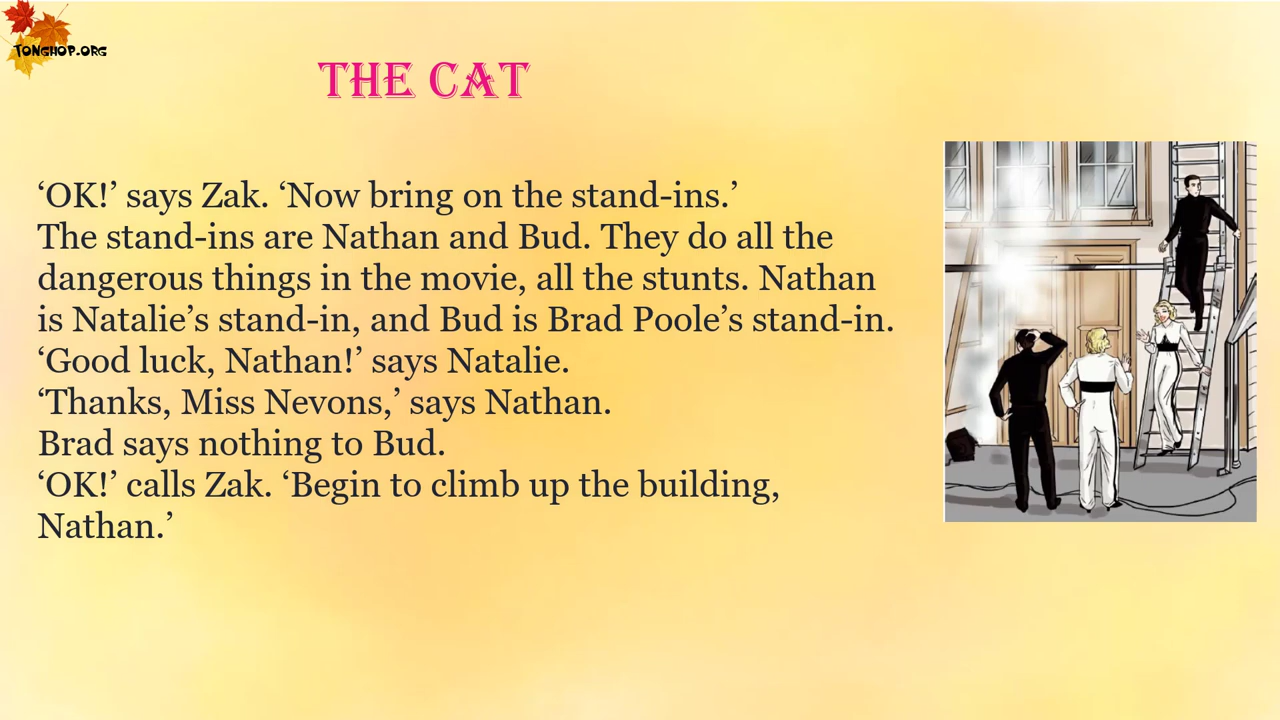 TONGHOP.ORG
THE CAT
‘OK!’ says Zak. ‘Now bring on the stand-ins.’
The stand-ins are Nathan and Bud. They do all the
dangerous things in the movie, all the stunts. Nathan
is Natalie’s stand-in, and Bud is Brad Poole’s stand-in.
‘Good luck, Nathan!’ says Natalie.
‘Thanks, Miss Nevons,’ says Nathan.
Brad says nothing to Bud.
‘OK!’ calls Zak. ‘Begin to climb up the building,
Nathan.’